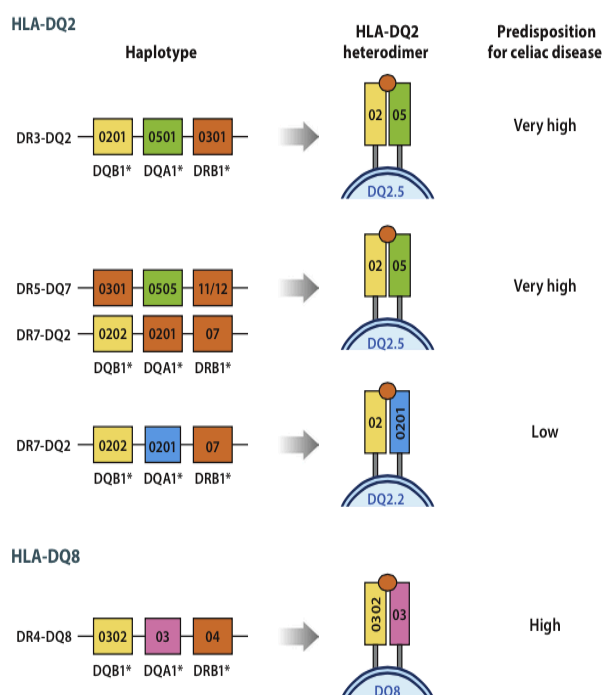 HLA-DQ2
Haplotype
HLA-DQ2
heterodimer
Predisposition
for celiac disease
DR3-DQ2 0201 0501 0301 02 05 Very high
DQB1* DQA1* DRB1*
DQ2.5
DR5-DQ7 0301 0505 11/12 02 05 Very high
DR7-DQ2 0202 0201 07
DQ2.5
DQB1* DQA1* DRB1*
DR7-DQ2 0202 0201 07 02 0201 Low
DQB1* DQA1* DRB1*
DQ2.2
HLA-DQ8
DR4-DQ8 0302 03 04 0302 03 High
DQB1* DQA1* DRB1*
DQ8